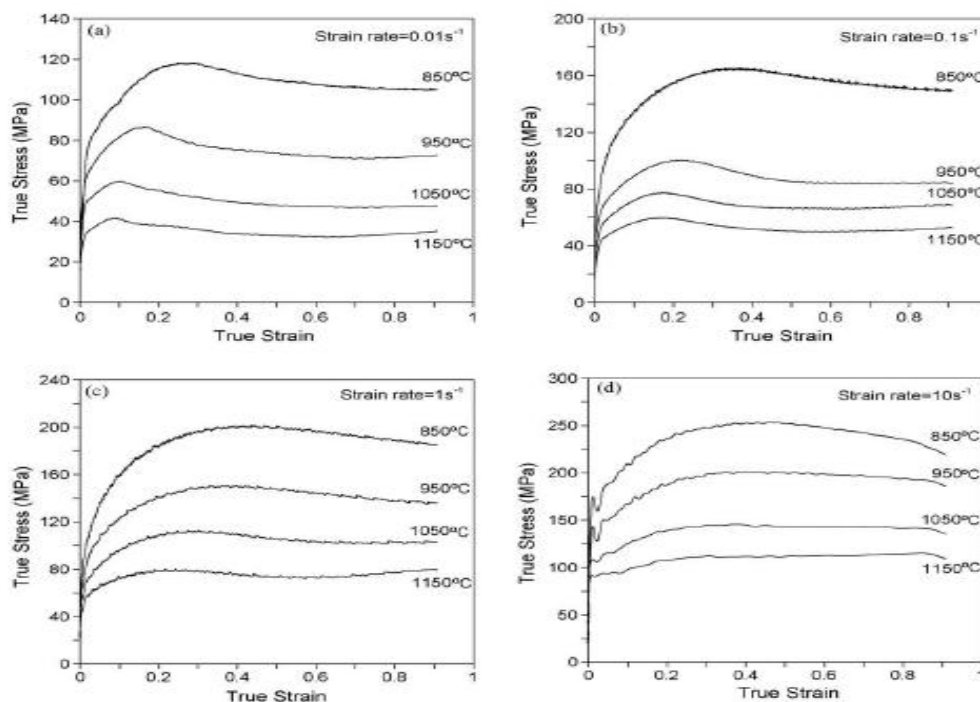 (a)
Strain rate=0.01s⁻¹
140
120
100
80
60
40
20
0
850ºC
950ºC
1050ºC
1150ºC
0 0.2 0.4 0.6 0.8 1
True Strain
True Stress (MPa)
(b)
Strain rate=0.1s⁻¹
200
160
120
80
40
0
850ºC
950ºC
1050ºC
1150ºC
0 0.2 0.4 0.6 0.8 1
True Strain
True Stress (MPa)
(c)
Strain rate=1s⁻¹
240
200
160
120
80
40
0
850ºC
950ºC
1050ºC
1150ºC
0 0.2 0.4 0.6 0.8 1
True Strain
True Stress (MPa)
(d)
Strain rate=10s⁻¹
300
250
200
150
100
50
0
850ºC
950ºC
1050ºC
1150ºC
0 0.2 0.4 0.6 0.8 1
True Strain
True Stress (MPa)